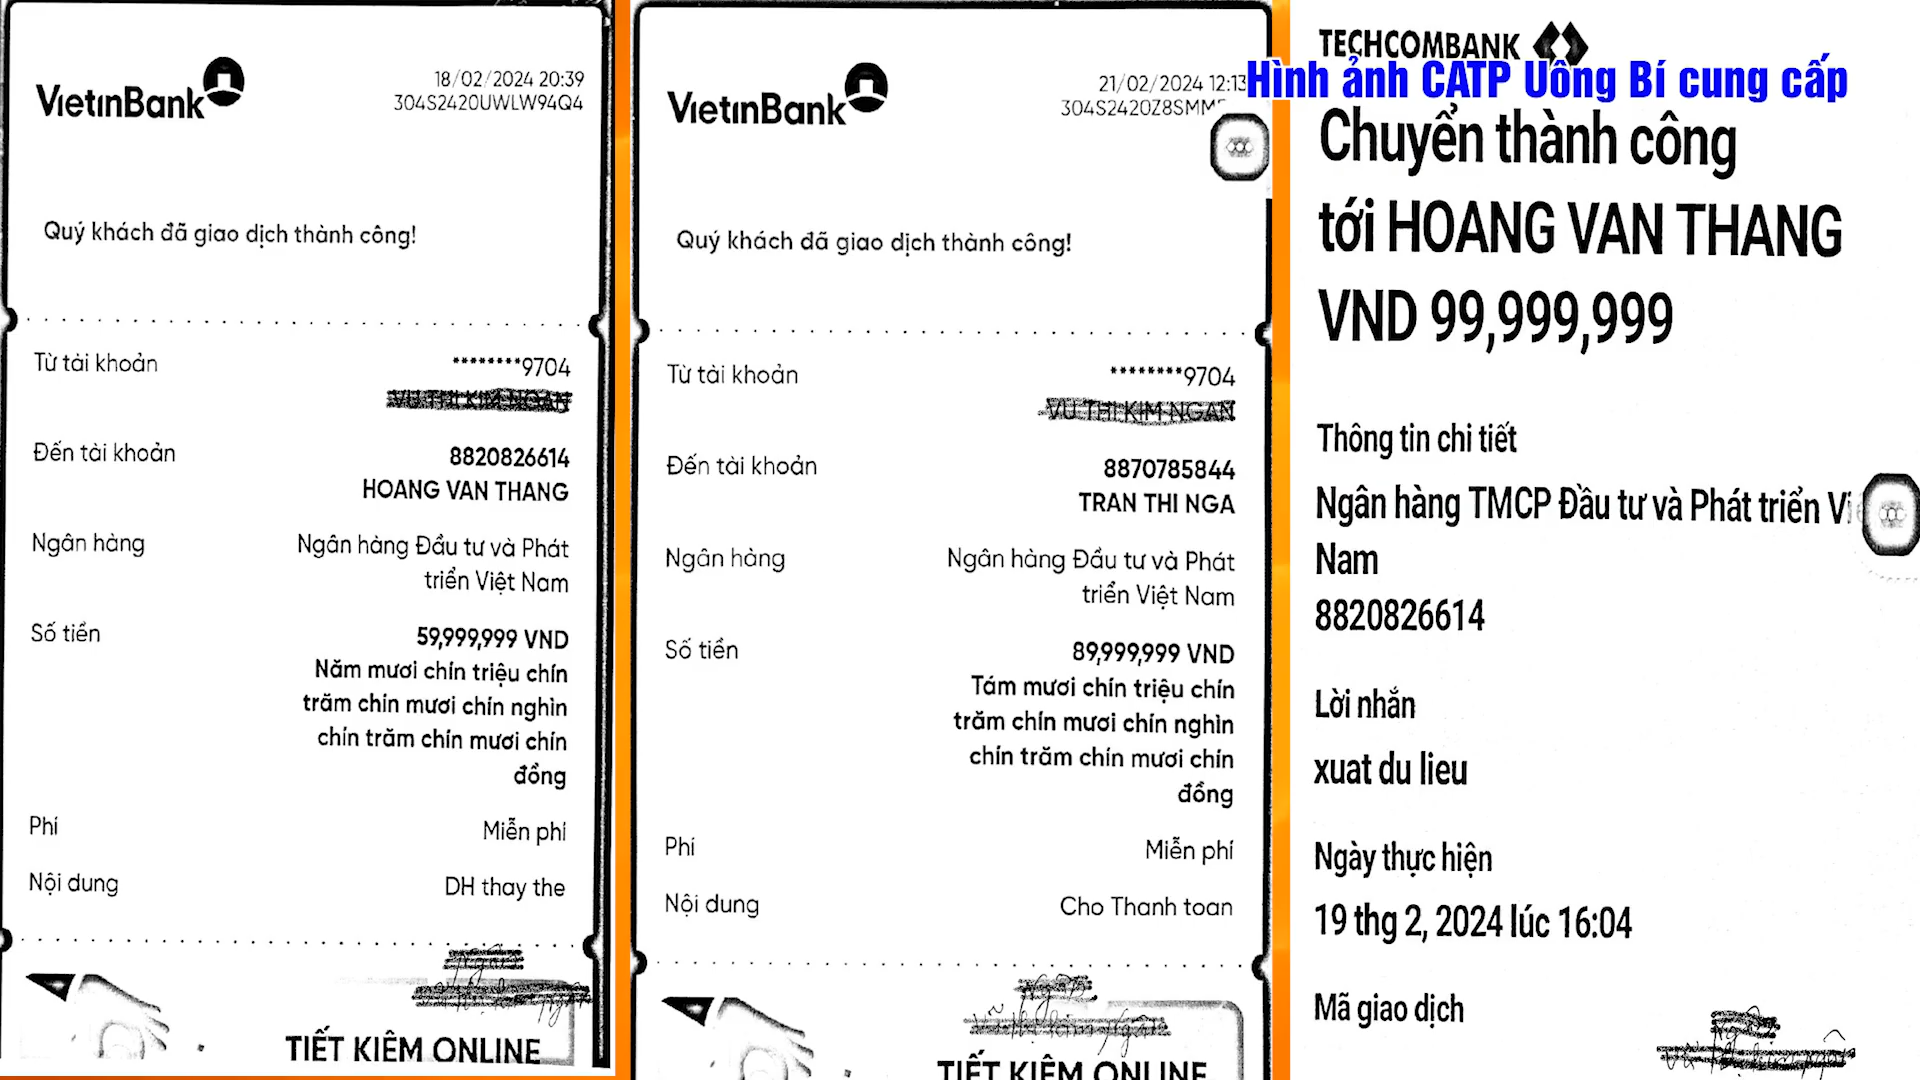 VietinBank
18/02/2024 20:39
304S2420UWLW94Q4
Quý khách đã giao dịch thành công!
Từ tài khoản
********9704
Đến tài khoản
8820826614
HOANG VAN THANG
Ngân hàng
Ngân hàng Đầu tư và Phát
triển Việt Nam
Số tiền
59,999,999 VND
Năm mươi chín triệu chín
trăm chín mươi chín nghìn
chín trăm chín mươi chín
đồng
Phí
Miễn phí
Nội dung
DH thay the
TIẾT KIỆM ONLINE
VietinBank
21/02/2024 12:13
304S2420Z8SMM
Quý khách đã giao dịch thành công!
Từ tài khoản
********9704
Đến tài khoản
8870785844
TRAN THI NGA
Ngân hàng
Ngân hàng Đầu tư và Phát
triển Việt Nam
Số tiền
89,999,999 VND
Tám mươi chín triệu chín
trăm chín mươi chín nghìn
chín trăm chín mươi chín
đồng
Phí
Miễn phí
Nội dung
Cho Thanh toan
TIẾT KIỆM ONLINE
TECHCOMBANK
Hình ảnh CATP Uông Bí cung cấp
Chuyển thành công
tới HOANG VAN THANG
VND 99,999,999
Thông tin chi tiết
Ngân hàng TMCP Đầu tư và Phát triển Vi
Nam
8820826614
Lời nhắn
xuat du lieu
Ngày thực hiện
19 thg 2, 2024 lúc 16:04
Mã giao dịch